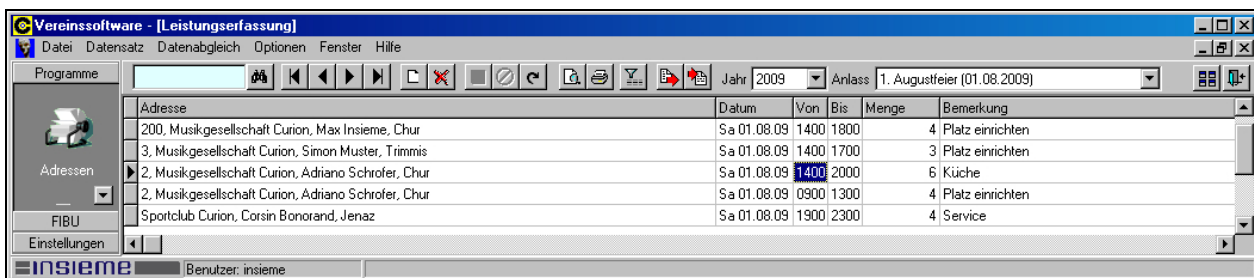 Vereinssoftware - [Leistungserfassung]
Datei Datensatz Datenabgleich Optionen Fenster Hilfe
Programme
Jahr 2009 Anlass 1. Augustfeier (01.08.2009)
Adresse Datum Von Bis Menge Bemerkung
200, Musikgesellschaft Curion, Max Insieme, Chur Sa 01.08.09 1400 1800 4 Platz einrichten
3, Musikgesellschaft Curion, Simon Muster, Trimmis Sa 01.08.09 1400 1700 3 Platz einrichten
2, Musikgesellschaft Curion, Adriano Schrofer, Chur Sa 01.08.09 1400 2000 6 Küche
2, Musikgesellschaft Curion, Adriano Schrofer, Chur Sa 01.08.09 0900 1300 4 Platz einrichten
Sportclub Curion, Corsin Bonorand, Jenaz Sa 01.08.09 1900 2300 4 Service
Adressen
FIBU
Einstellungen
insieme Benutzer: insieme